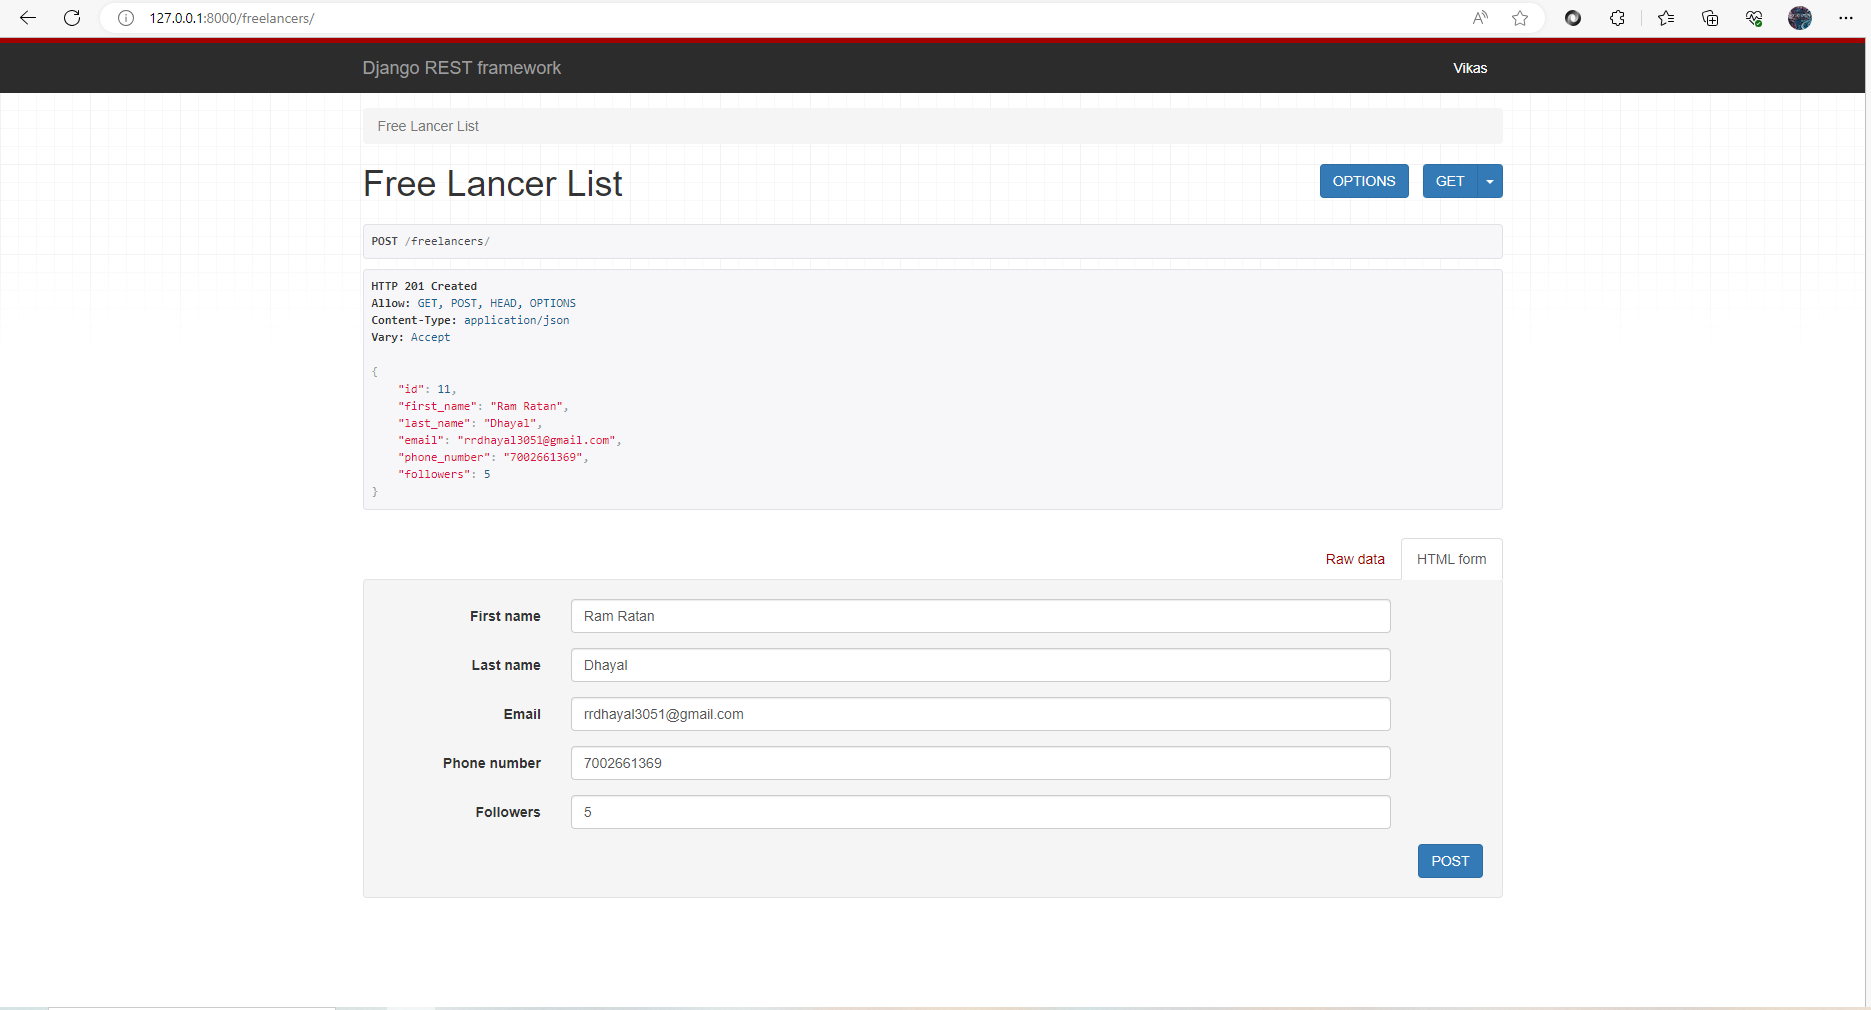 127.0.0.1:8000/freelancers/
Django REST framework
Vikas
Free Lancer List
Free Lancer List
OPTIONS
GET
POST /freelancers/
HTTP 201 Created
Allow: GET, POST, HEAD, OPTIONS
Content-Type: application/json
Vary: Accept
{
"id": 11,
"first_name": "Ram Ratan",
"last_name": "Dhayal",
"email": "rrdhayal3051@gmail.com",
"phone_number": "7002661369",
"followers": 5
}
Raw data
HTML form
First name Ram Ratan
Last name Dhayal
Email rrdhayal3051@gmail.com
Phone number 7002661369
Followers 5
POST